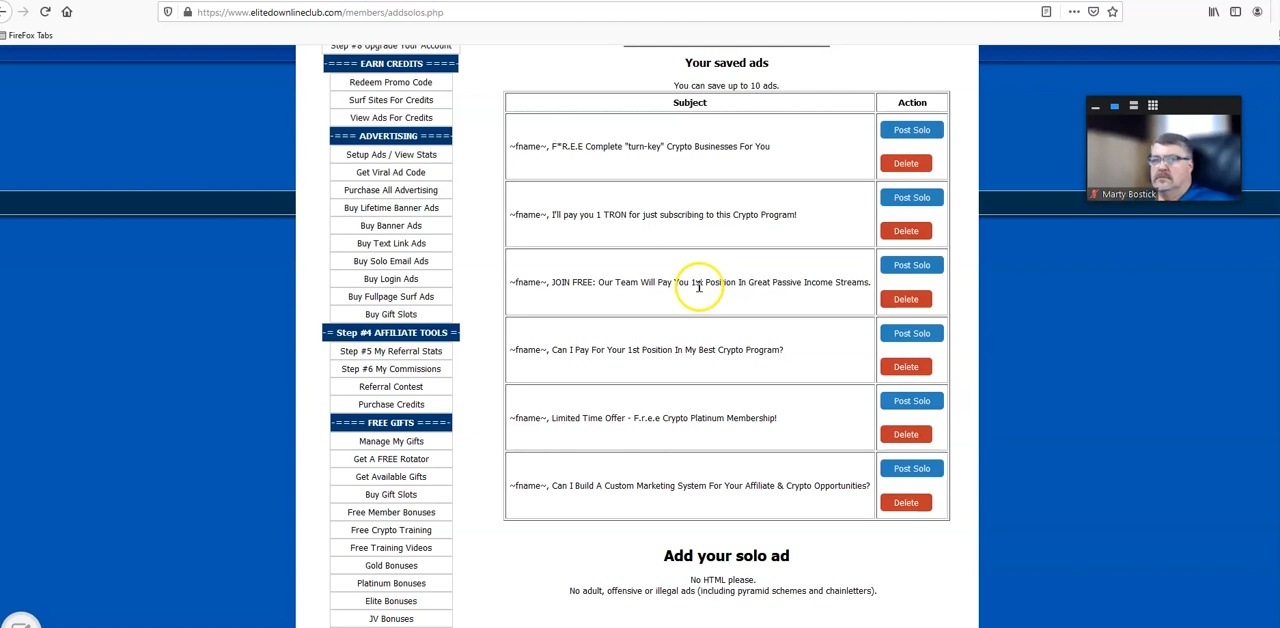 https://www.elitedownlineclub.com/members/addsolos.php
FireFox Tabs
Step #8 Upgrade Your Account
-==== EARN CREDITS ====-
Redeem Promo Code
Surf Sites For Credits
View Ads For Credits
-==== ADVERTISING ====-
Setup Ads / View Stats
Get Viral Ad Code
Purchase All Advertising
Buy Lifetime Banner Ads
Buy Banner Ads
Buy Text Link Ads
Buy Solo Email Ads
Buy Login Ads
Buy Fullpage Surf Ads
Buy Gift Slots
-= Step #4 AFFILIATE TOOLS =-
Step #5 My Referral Stats
Step #6 My Commissions
Referral Contest
Purchase Credits
-==== FREE GIFTS ====-
Manage My Gifts
Get A FREE Rotator
Get Available Gifts
Buy Gift Slots
Free Member Bonuses
Free Crypto Training
Free Training Videos
Gold Bonuses
Platinum Bonuses
Elite Bonuses
JV Bonuses
Your saved ads
You can save up to 10 ads.
Subject Action
~fname~, F*R.E.E Complete "turn-key" Crypto Businesses For You
Post Solo
Delete
~fname~, I'll pay you 1 TRON for just subscribing to this Crypto Program!
Post Solo
Delete
~fname~, JOIN FREE: Our Team Will Pay You 1st Position In Great Passive Income Streams.
Post Solo
Delete
~fname~, Can I Pay For Your 1st Position In My Best Crypto Program?
Post Solo
Delete
~fname~, Limited Time Offer - F.r.e.e Crypto Platinum Membership!
Post Solo
Delete
~fname~, Can I Build A Custom Marketing System For Your Affiliate & Crypto Opportunities?
Post Solo
Delete
Add your solo ad
No HTML please.
No adult, offensive or illegal ads (including pyramid schemes and chainletters).
Marty Bostick